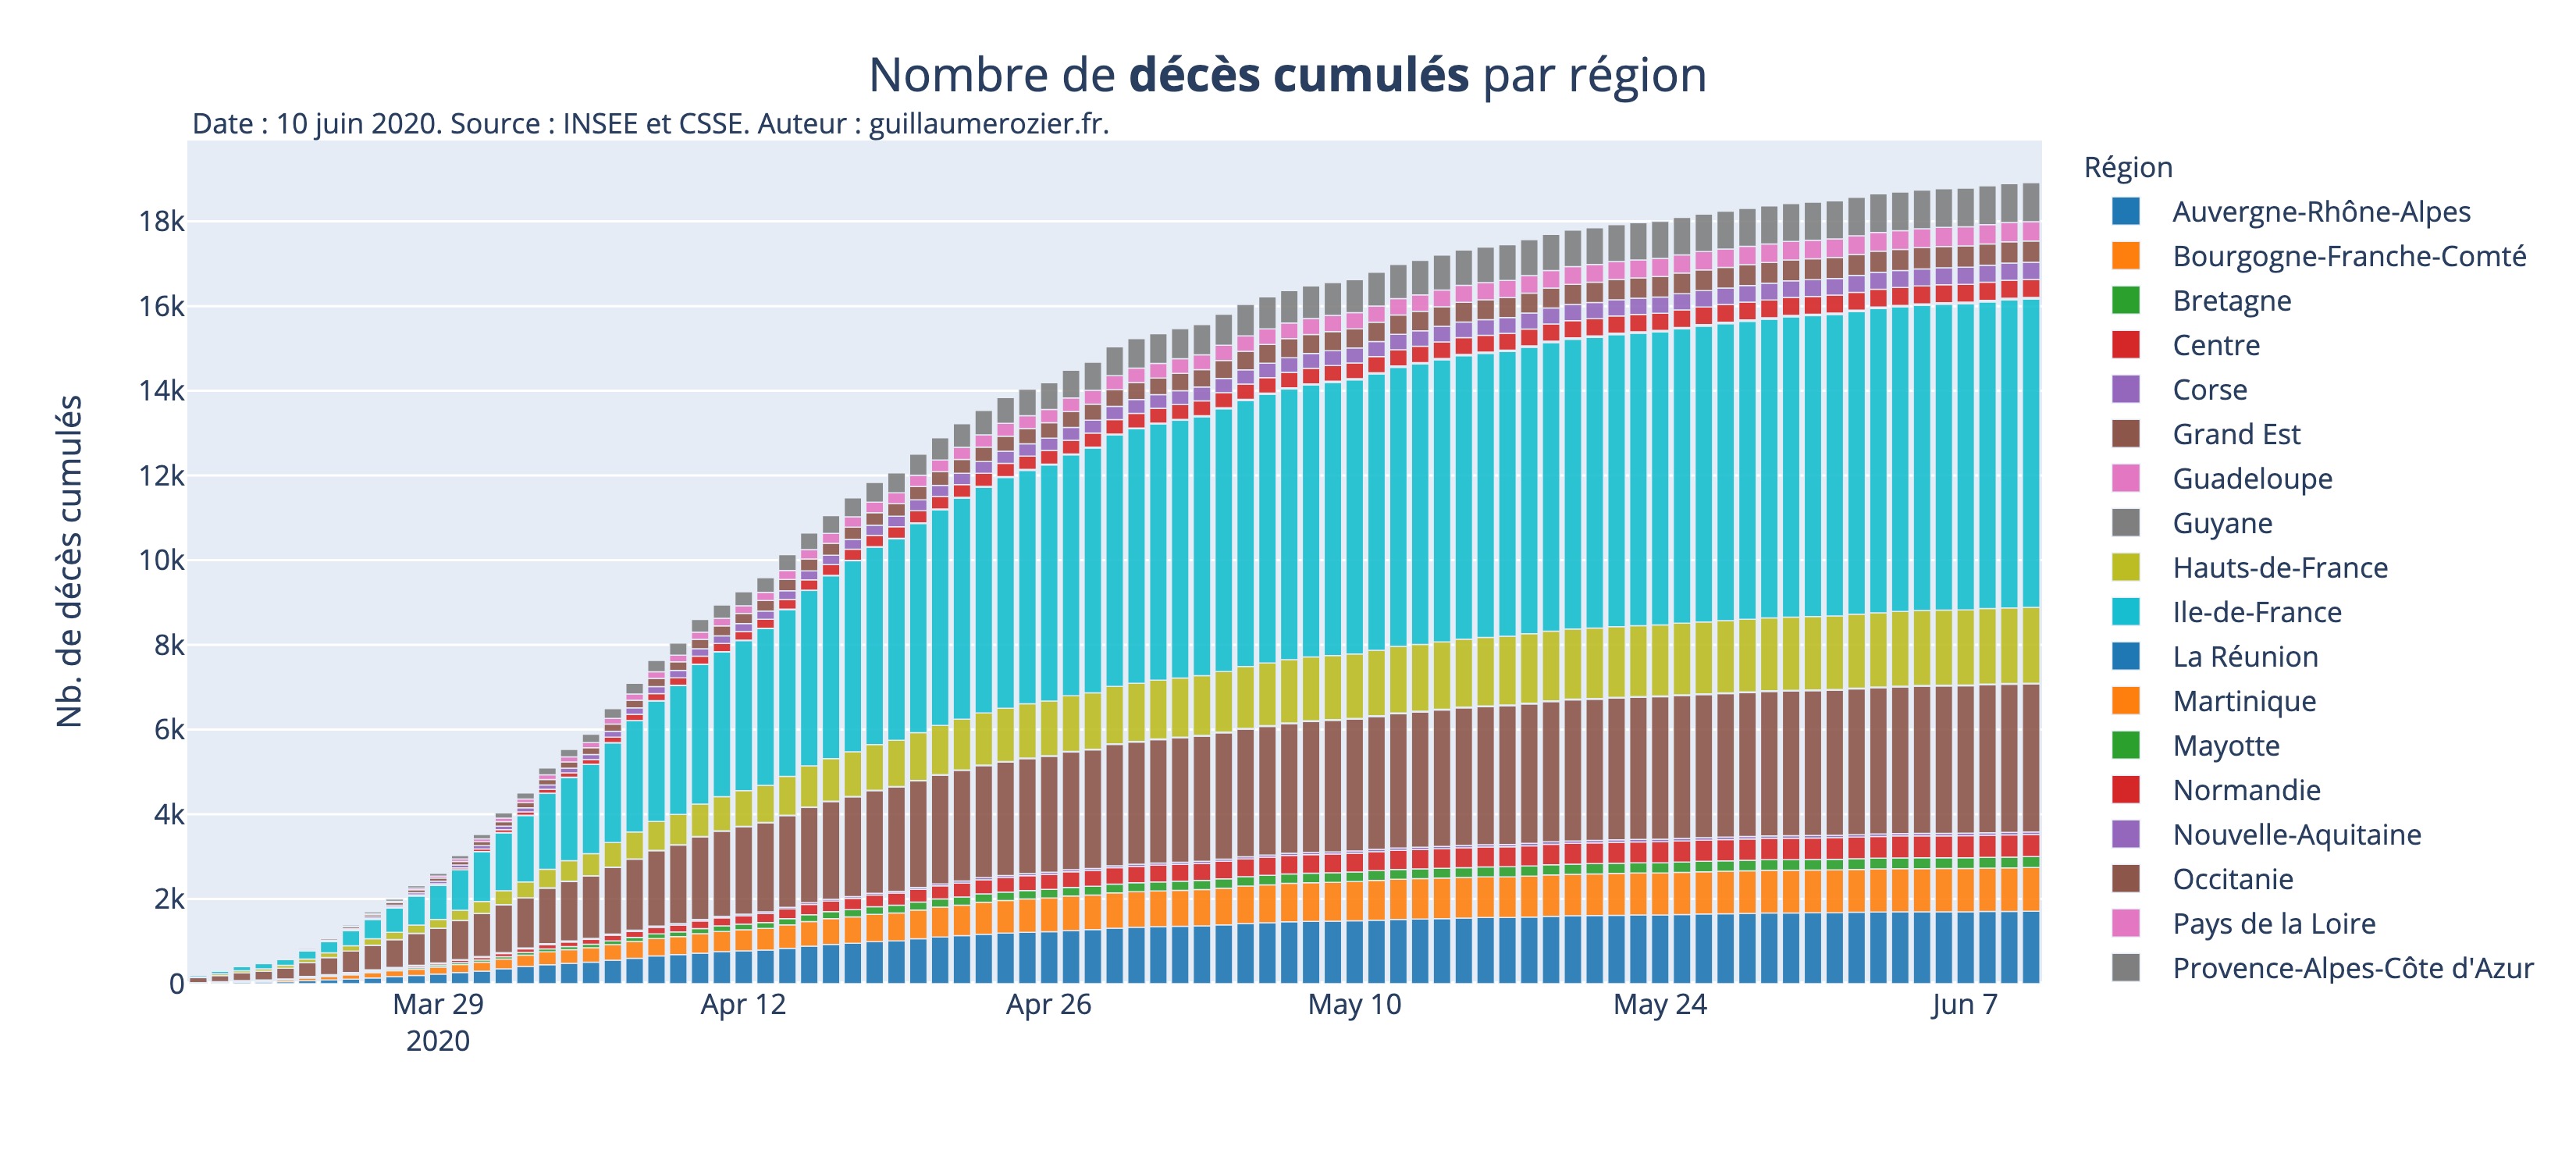 Nombre de décès cumulés par région
Date : 10 juin 2020. Source : INSEE et CSSE. Auteur : guillaumerozier.fr.
Nb. de décès cumulés
18k
16k
14k
12k
10k
8k
6k
4k
2k
0
Mar 29
2020
Apr 12
Apr 26
May 10
May 24
Jun 7
Région
Auvergne-Rhône-Alpes
Bourgogne-Franche-Comté
Bretagne
Centre
Corse
Grand Est
Guadeloupe
Guyane
Hauts-de-France
Ile-de-France
La Réunion
Martinique
Mayotte
Normandie
Nouvelle-Aquitaine
Occitanie
Pays de la Loire
Provence-Alpes-Côte d'Azur